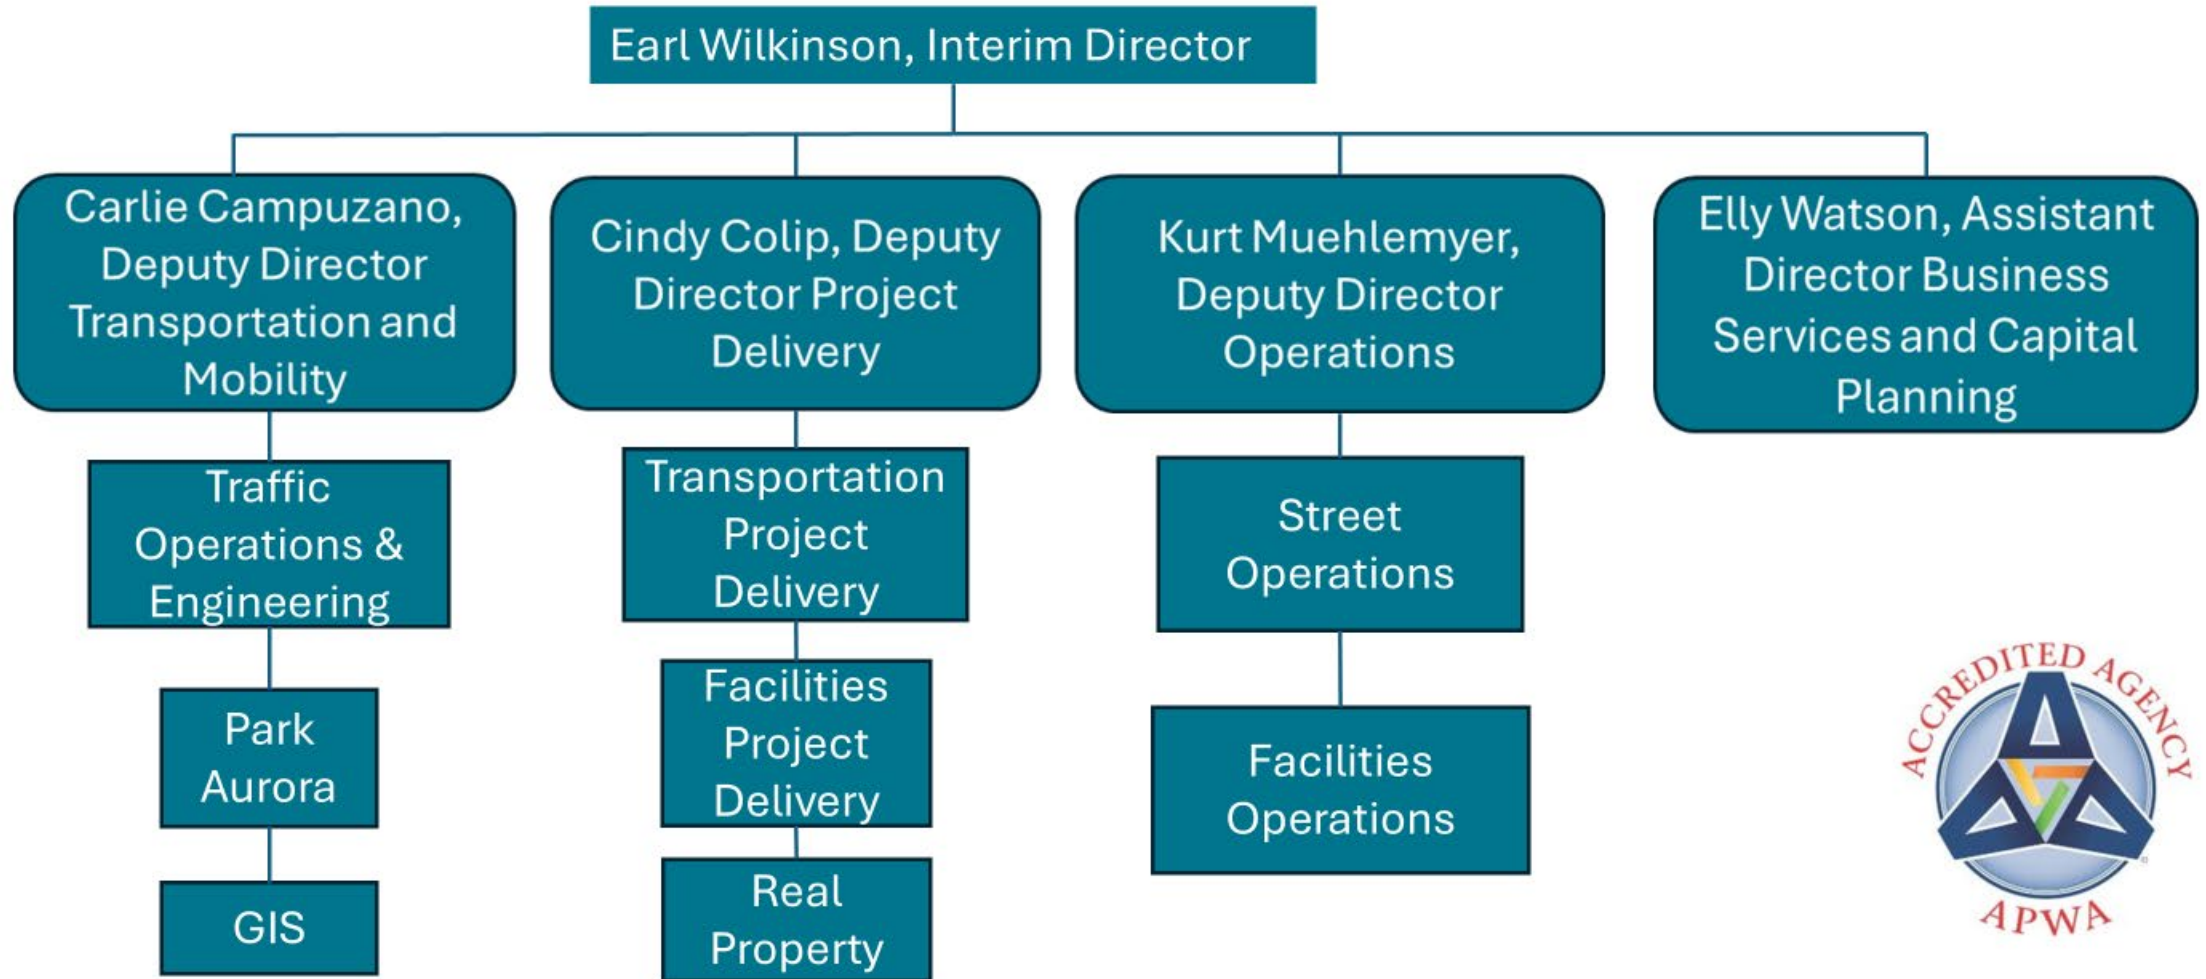 Earl Wilkinson, Interim Director
Carlie Campuzano,
Deputy Director
Transportation and
Mobility
Cindy Colip, Deputy
Director Project
Delivery
Kurt Muehlemyer,
Deputy Director
Operations
Elly Watson, Assistant
Director Business
Services and Capital
Planning
Traffic
Operations &
Engineering
Park
Aurora
GIS
Transportation
Project
Delivery
Facilities
Project
Delivery
Real
Property
Street
Operations
Facilities
Operations
ACCREDITED AGENCY
APWA